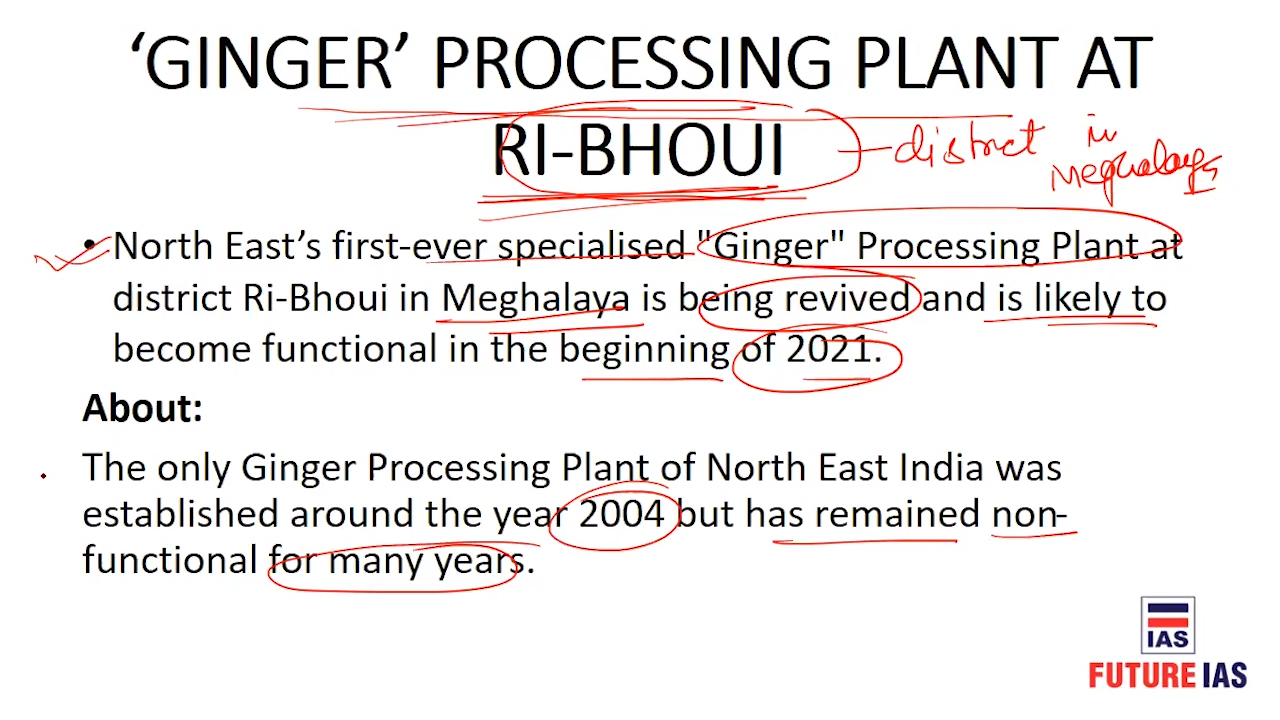 ‘GINGER’ PROCESSING PLANT AT
RI-BHOUI
district in
Meghalaya
• North East’s first-ever specialised "Ginger" Processing Plant at
district Ri-Bhoui in Meghalaya is being revived and is likely to
become functional in the beginning of 2021.
About:
The only Ginger Processing Plant of North East India was
established around the year 2004 but has remained non-
functional for many years.
IAS
FUTURE IAS